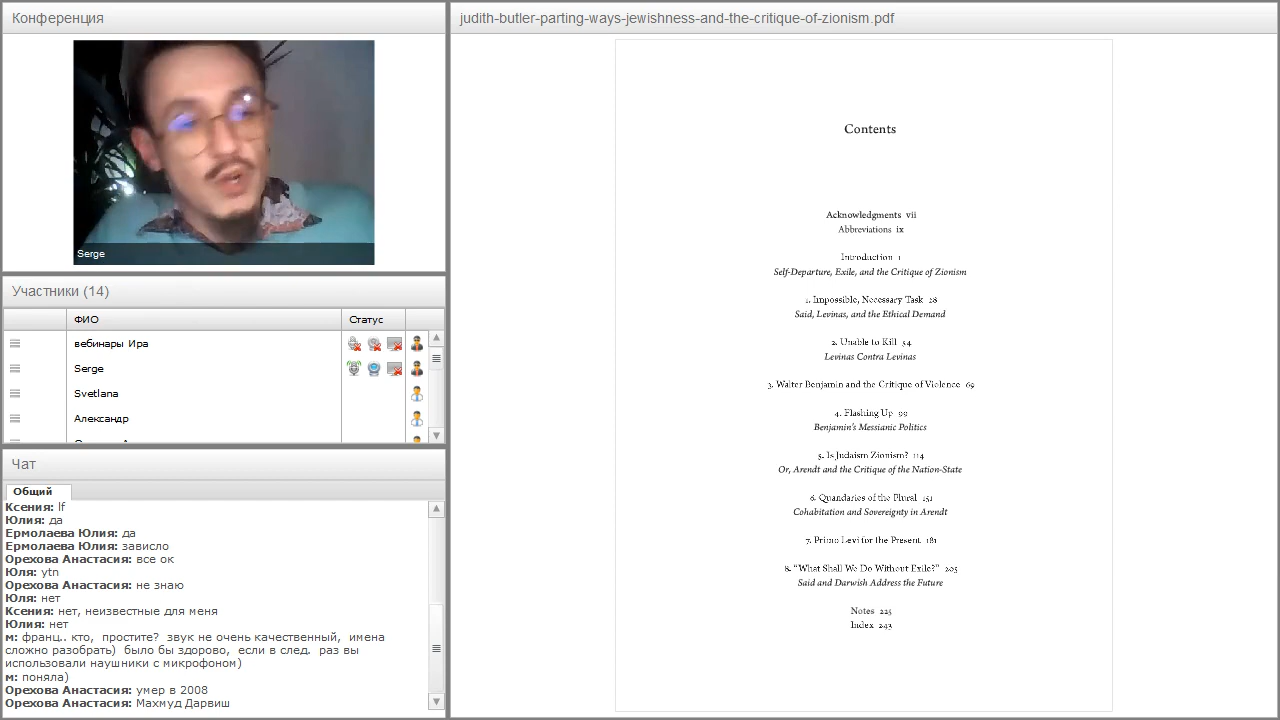 Конференция
Serge
Участники (14)
ФИО
Статус
вебинары Ира
Serge
Svetlana
Александр
Чат
Общий
Ксения: lf
Юлия: да
Ермолаева Юлия: да
Ермолаева Юлия: зависло
Орехова Анастасия: все ок
Юля: ytn
Орехова Анастасия: не знаю
Юля: нет
Ксения: нет, неизвестные для меня
Юлия: нет
м: франц.. кто, простите? звук не очень качественный, имена
сложно разобрать) было бы здорово, если в след. раз вы
использовали наушники с микрофоном)
м: поняла)
Орехова Анастасия: умер в 2008
Орехова Анастасия: Махмуд Дарвиш
judith-butler-parting-ways-jewishness-and-the-critique-of-zionism.pdf
Contents
Acknowledgments vii
Abbreviations ix
Introduction 1
Self-Departure, Exile, and the Critique of Zionism
1. Impossible, Necessary Task 28
Said, Levinas, and the Ethical Demand
2. Unable to Kill 54
Levinas Contra Levinas
3. Walter Benjamin and the Critique of Violence 69
4. Flashing Up 99
Benjamin's Messianic Politics
5. Is Judaism Zionism? 114
Or, Arendt and the Critique of the Nation-State
6. Quandaries of the Plural 151
Cohabitation and Sovereignty in Arendt
7. Primo Levi for the Present 181
8. “What Shall We Do Without Exile?” 205
Said and Darwish Address the Future
Notes 225
Index 243